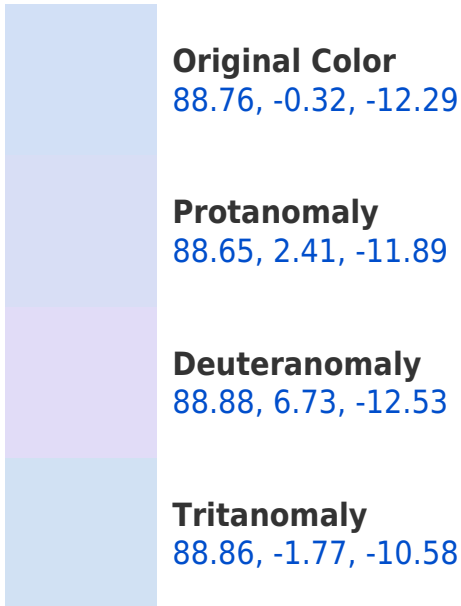 Original Color
88.76, -0.32, -12.29
Protanomaly
88.65, 2.41, -11.89
Deuteranomaly
88.88, 6.73, -12.53
Tritanomaly
88.86, -1.77, -10.58